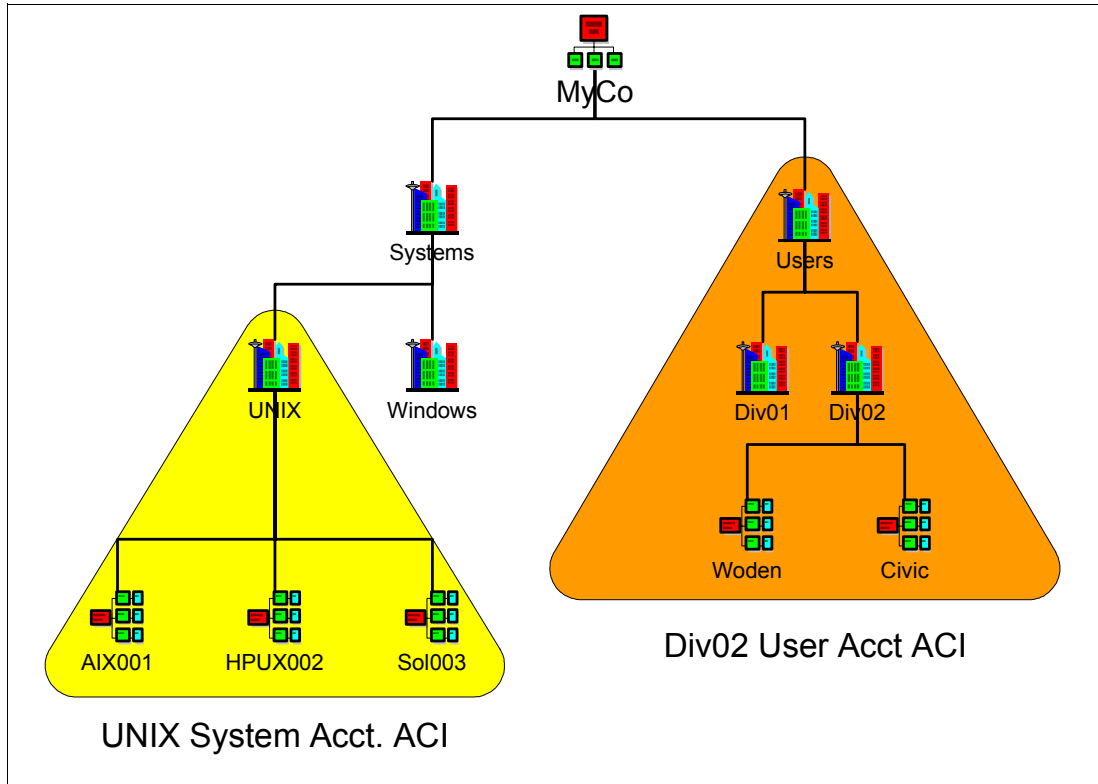 MyCo
Systems
Users
UNIX
Windows
Div01
Div02
Woden
Civic
AIX001
HPUX002
Sol003
Div02 User Acct ACI
UNIX System Acct. ACI